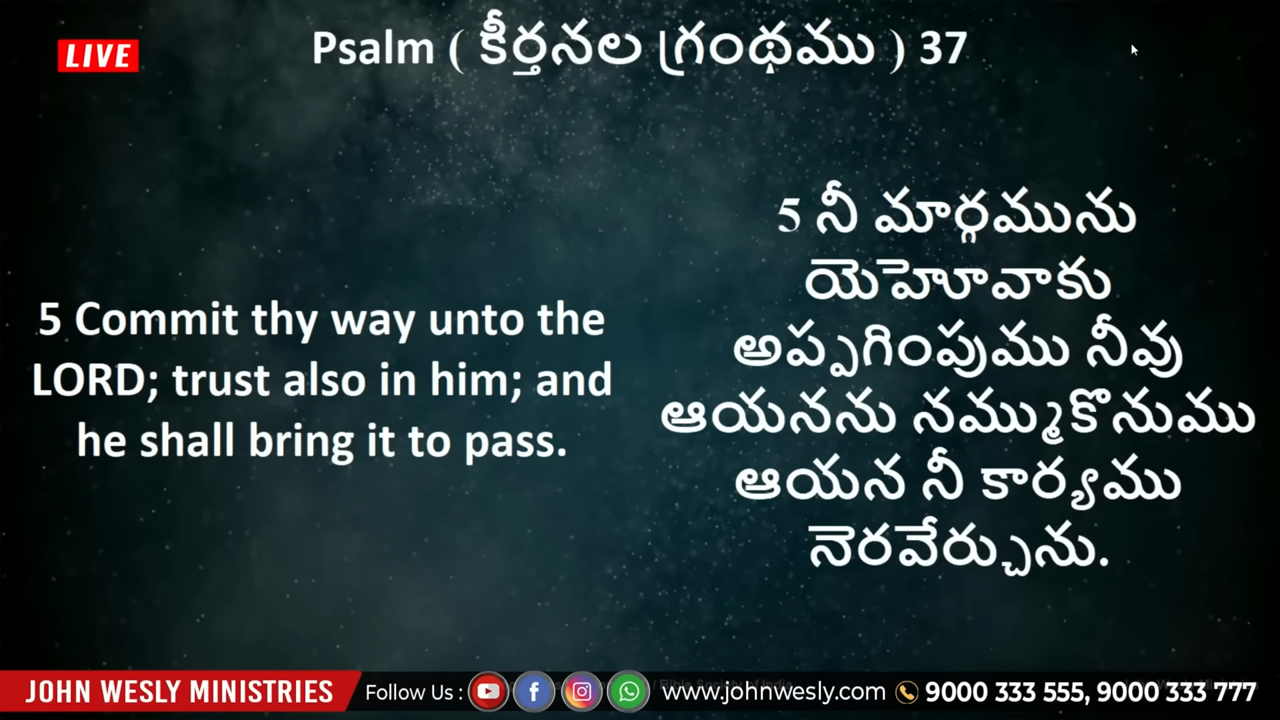 LIVE
Psalm ( కీర్తనల గ్రంథము ) 37
5 Commit thy way unto the
LORD; trust also in him; and
he shall bring it to pass.
5 నీ మార్గమును
యెహోవాకు
అప్పగింపుము నీవు
ఆయనను నమ్ముకొనుము
ఆయన నీ కార్యము
నెరవేర్చును.
JOHN WESLY MINISTRIES
Follow Us :
www.johnwesly.com
9000 333 555, 9000 333 777